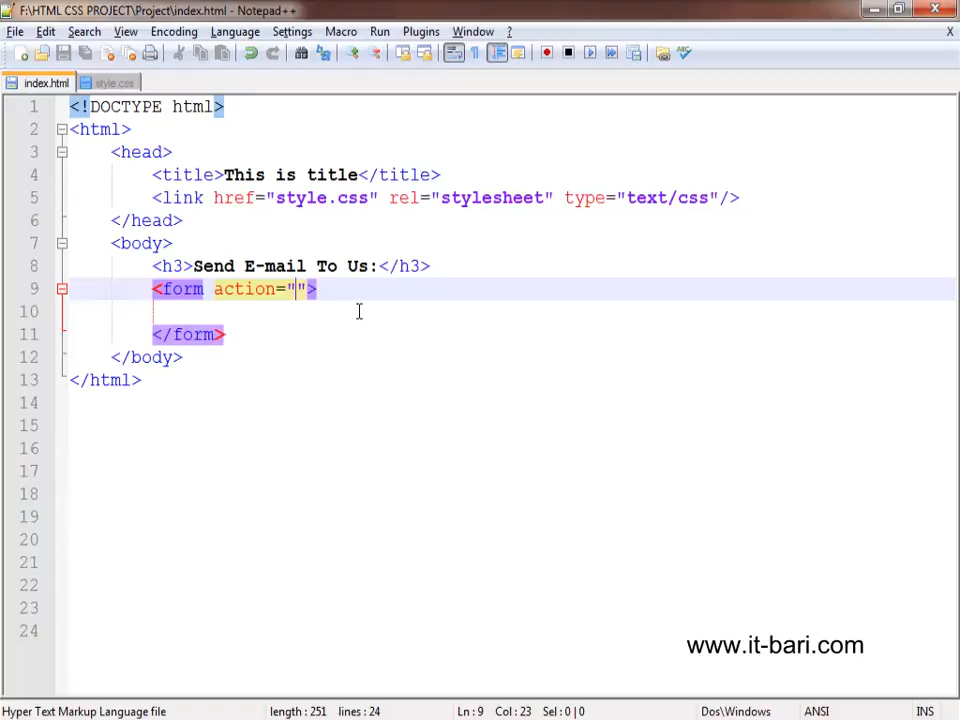 F:\HTML CSS PROJECT\Project\index.html - Notepad++
File Edit Search View Encoding Language Settings Macro Run Plugins Window ? X
index.html style.css
1 <!DOCTYPE html>
2 <html>
3 <head>
4 <title>This is title</title>
5 <link href="style.css" rel="stylesheet" type="text/css"/>
6 </head>
7 <body>
8 <h3>Send E-mail To Us:</h3>
9 <form action="">
10
11 </form>
12 </body>
13 </html>
14
15
16
17
18
19
20
21
22
23
24
www.it-bari.com
Hyper Text Markup Language file length : 251 lines : 24 Ln : 9 Col : 23 Sel : 0 | 0 Dos\Windows ANSI INS